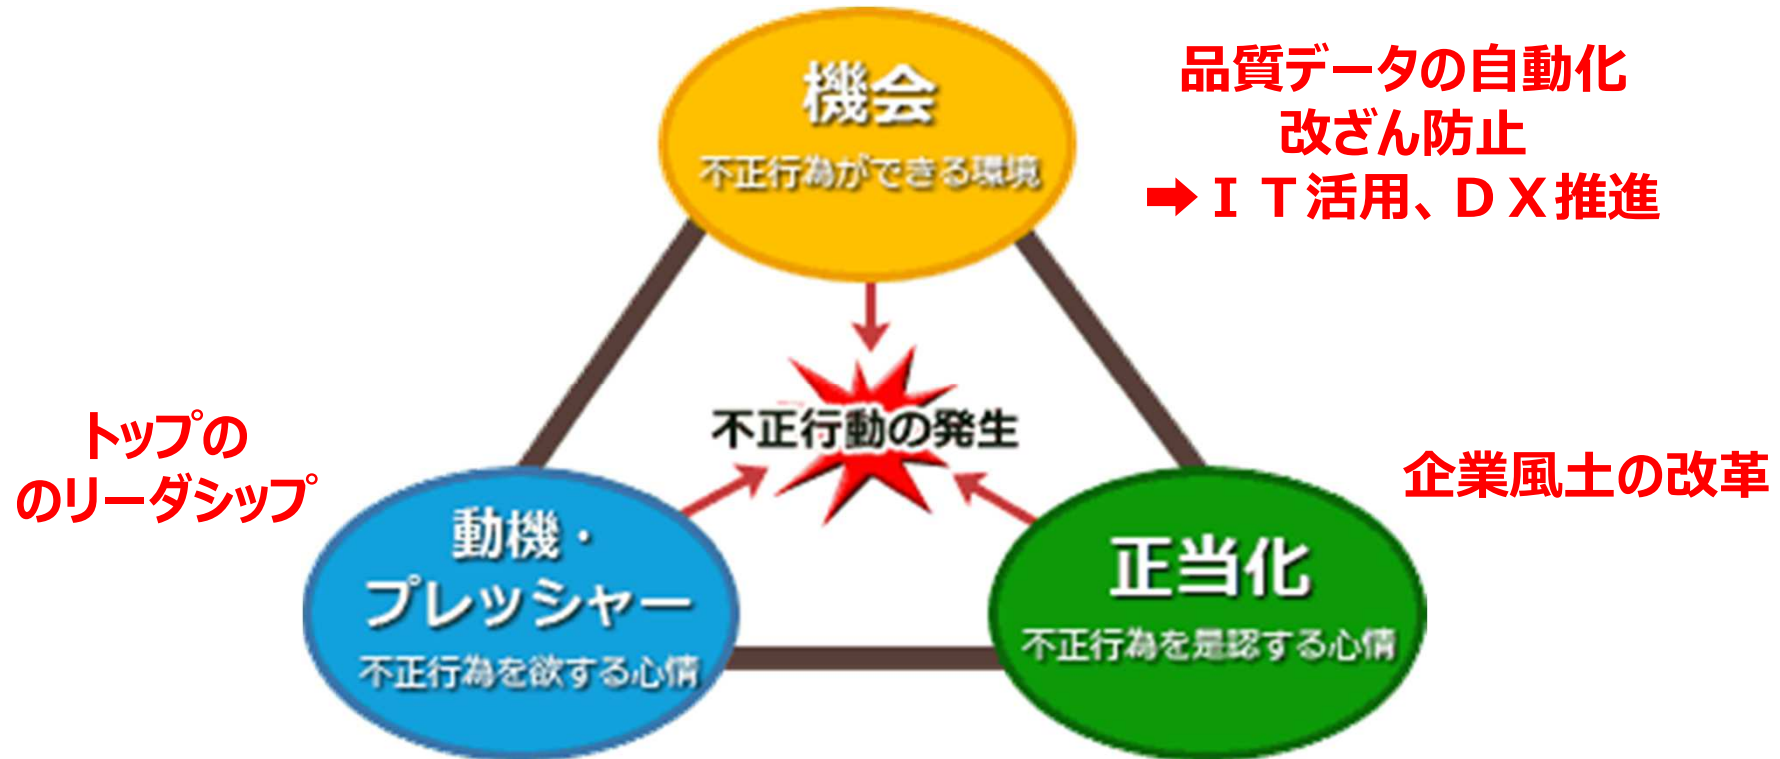 機会
不正行為ができる環境
品質データの自動化
改ざん防止
➡ＩＴ活用、ＤＸ推進
不正行動の発生
トップの
のリーダシップ
動機・
プレッシャー
不正行為を欲する心情
企業風土の改革
正当化
不正行為を是認する心情